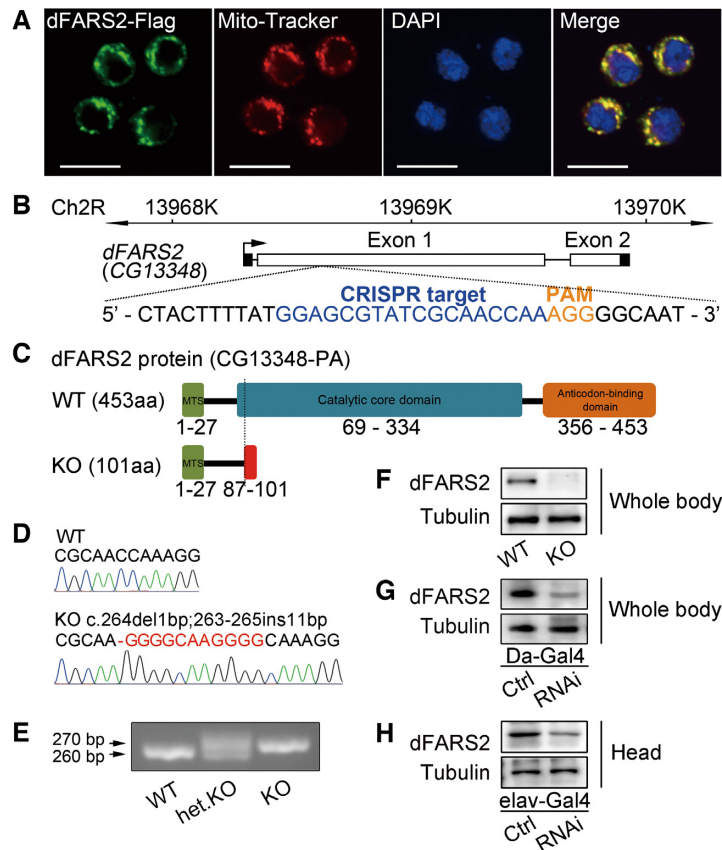 A
dFARS2-Flag
Mito-Tracker
DAPI
Merge
B
Ch2R
13968K
13969K
13970K
dFARS2
(CG13348)
Exon 1
Exon 2
CRISPR target
PAM
5’ - CTACTTTTATGGAGCGTATCGCAACCAAAGGGGCAAT - 3’
C
dFARS2 protein (CG13348-PA)
WT (453aa)
MTS
Catalytic core domain
Anticodon-binding
domain
1-27
69 - 334
356 - 453
KO (101aa)
MTS
1-27
87-101
D
WT
CGCAACCAAAGG
KO c.264del1bp;263-265ins11bp
CGCAA-GGGGCAAGGGGCAAAGG
E
270 bp
260 bp
WT
het.KO
KO
F
dFARS2
Tubulin
WT
KO
Whole body
G
dFARS2
Tubulin
Da-Gal4
Ctrl
RNAi
Whole body
H
dFARS2
Tubulin
elav-Gal4
Ctrl
RNAi
Head